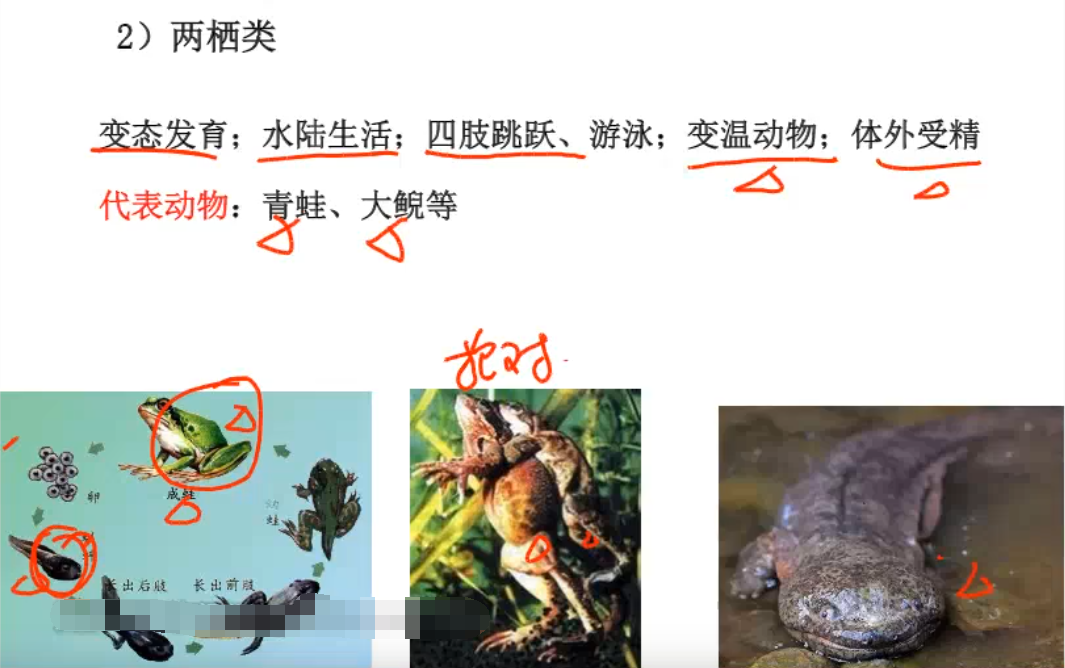 2）两栖类
变态发育；水陆生活；四肢跳跃、游泳；变温动物；体外受精
代表动物：青蛙、大鲵等
抱对
成蛙
卵
幼蛙
长出后肢 长出前肢